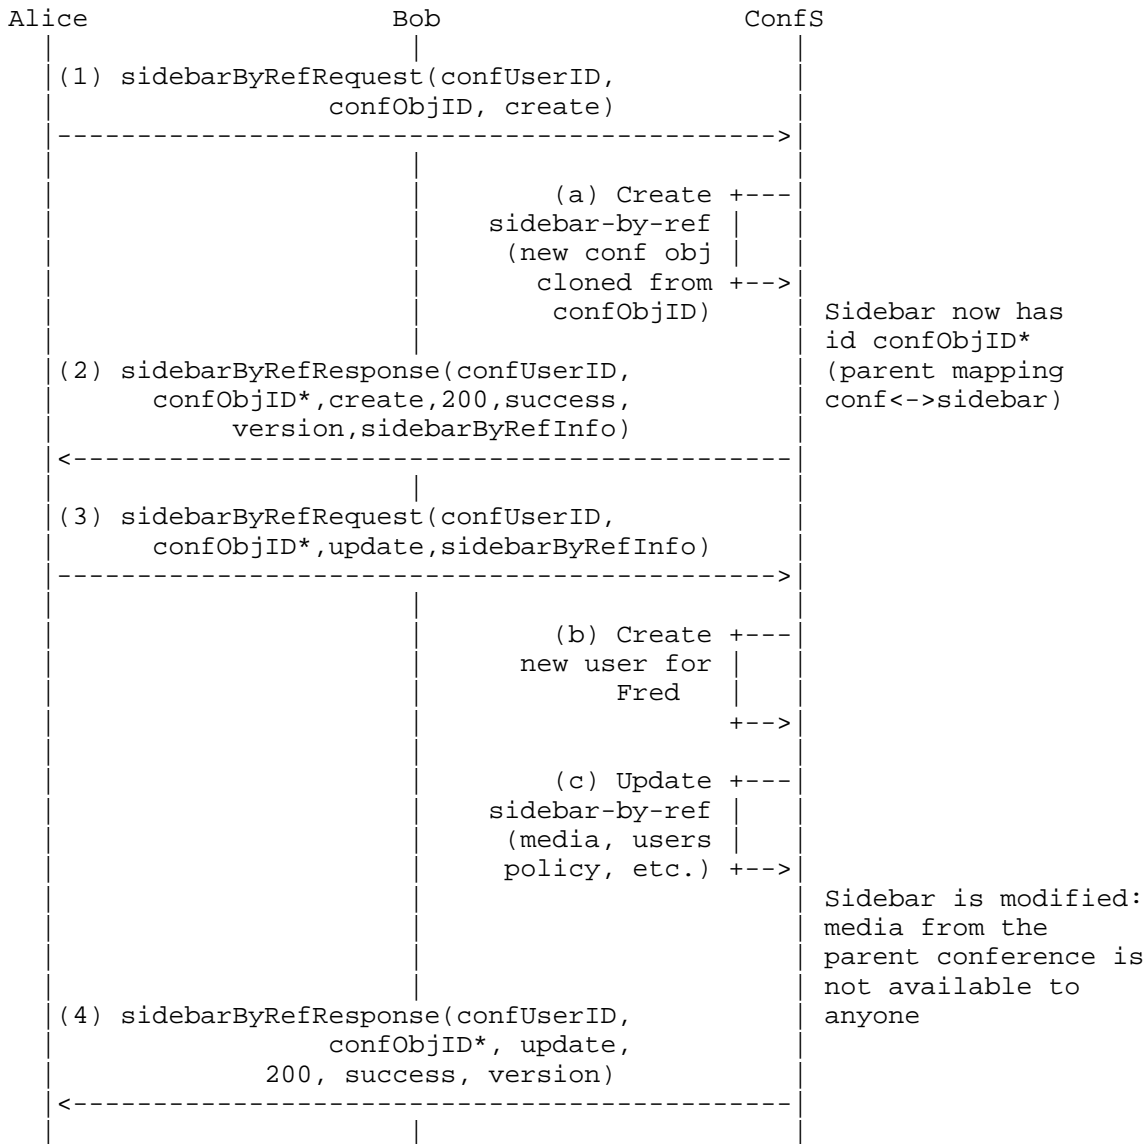 Alice Bob ConfS
(1) sidebarByRefRequest(confUserID,
confObjID, create)
(a) Create
sidebar-by-ref
(new conf obj
cloned from
confObjID) Sidebar now has
id confObjID*
(2) sidebarByRefResponse(confUserID, (parent mapping
confObjID*,create,200,success, conf<->sidebar)
version,sidebarByRefInfo)
(3) sidebarByRefRequest(confUserID,
confObjID*,update,sidebarByRefInfo)
(b) Create
new user for
Fred
(c) Update
sidebar-by-ref
(media, users
policy, etc.)
Sidebar is modified:
media from the
parent conference is
not available to
(4) sidebarByRefResponse(confUserID, anyone
confObjID*, update,
200, success, version)